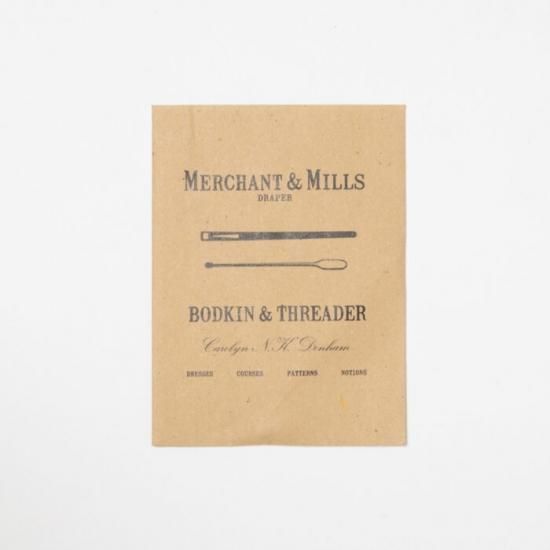 MERCHANT & MILLS
DRAPER
BODKIN & THREADER
Carolyn N.K. Denham
DRESSES COURSES PATTERNS NOTIONS